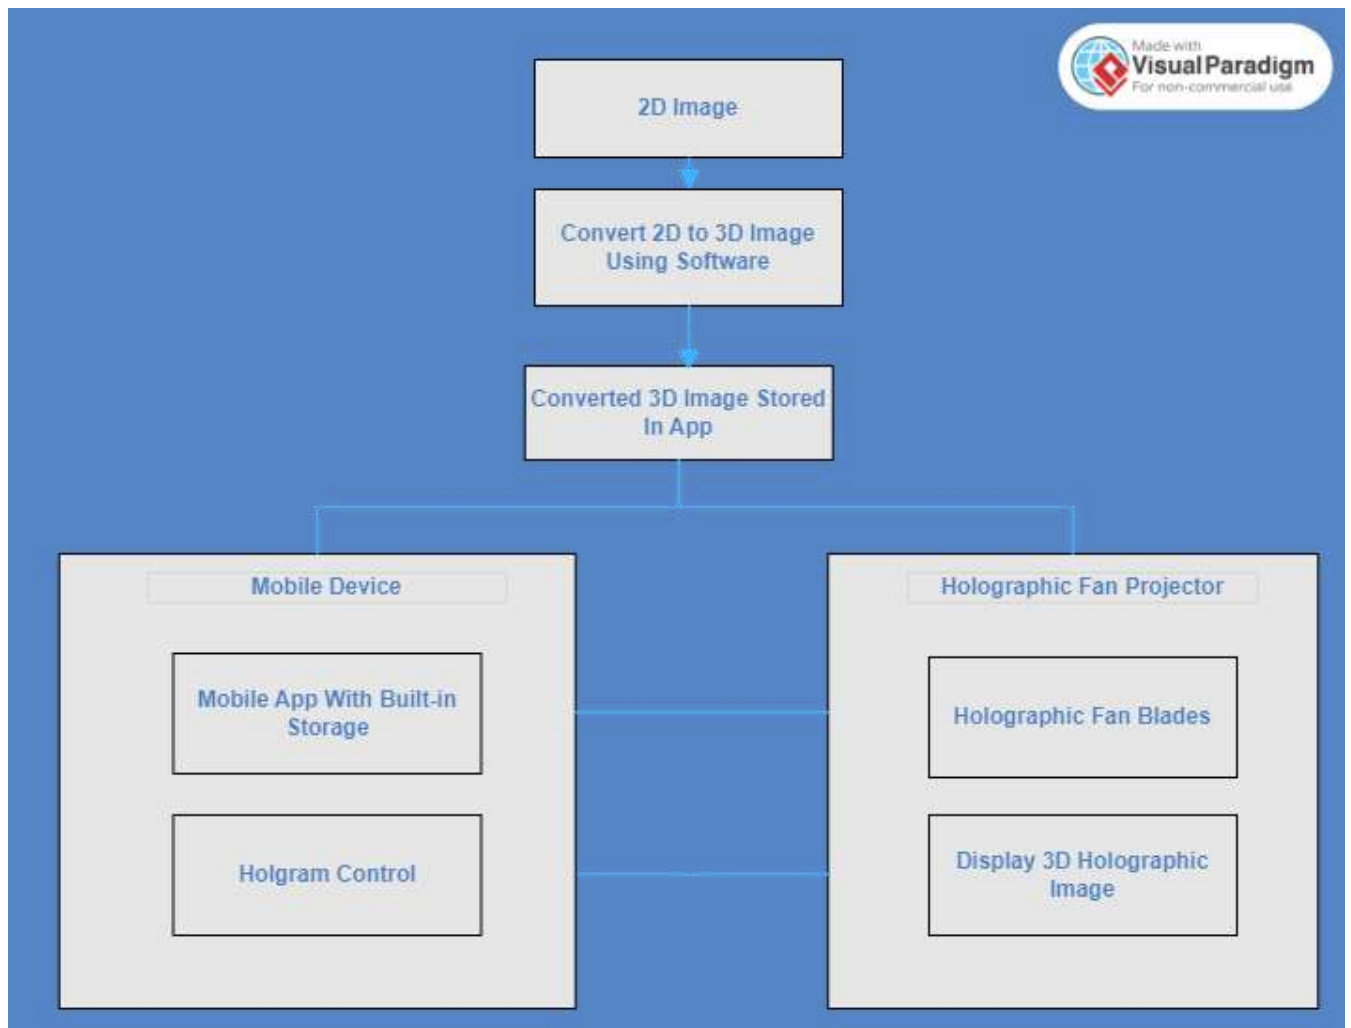 Made with
Visual Paradigm
For non-commercial use
2D Image
Convert 2D to 3D Image
Using Software
Converted 3D Image Stored
In App
Mobile Device
Mobile App With Built-in
Storage
Holgram Control
Holographic Fan Projector
Holographic Fan Blades
Display 3D Holographic
Image